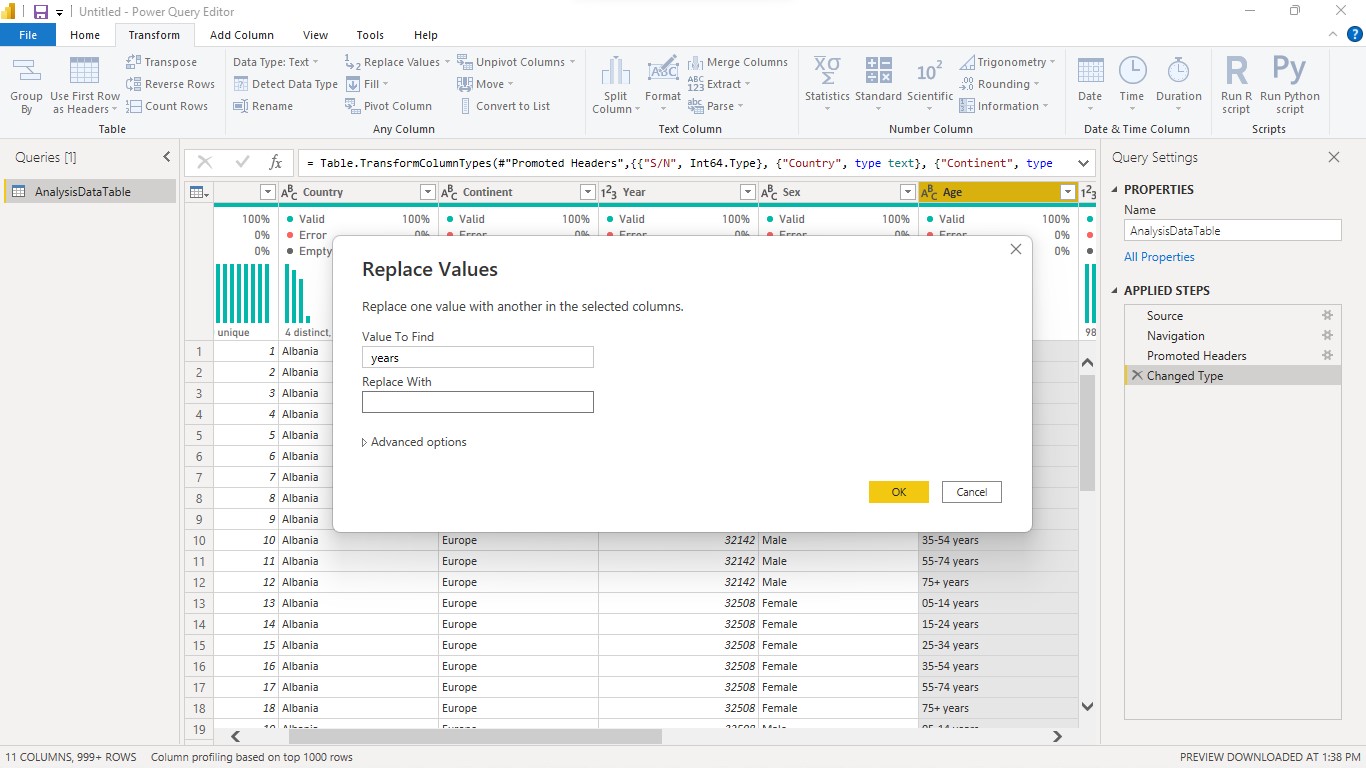 Untitled - Power Query Editor
File Home Transform Add Column View Tools Help
Group By
Use First Row as Headers
Transpose
Reverse Rows
Count Rows
Table
Data Type: Text
Detect Data Type
Rename
Replace Values
Fill
Pivot Column
Unpivot Columns
Move
Convert to List
Any Column
Split Column
Format
Merge Columns
Extract
Parse
Text Column
Statistics
Standard
Scientific
Trigonometry
Rounding
Information
Number Column
Date
Time
Duration
Date & Time Column
Run R script
Run Python script
Scripts
Queries [1]
AnalysisDataTable
= Table.TransformColumnTypes(#"Promoted Headers",{{"S/N", Int64.Type}, {"Country", type text}, {"Continent", type
Country Continent Year Sex Age
100% Valid 100% Valid 100% Valid 100% Valid 100% Valid 100%
0% Error
0% Empty 0%
unique 4 distinct, 98
1 1 Albania
2 2 Albania
3 3 Albania
4 4 Albania
5 5 Albania
6 6 Albania
7 7 Albania
8 8 Albania
9 9 Albania
10 10 Albania Europe 32142 Male 35-54 years
11 11 Albania Europe 32142 Male 55-74 years
12 12 Albania Europe 32142 Male 75+ years
13 13 Albania Europe 32508 Female 05-14 years
14 14 Albania Europe 32508 Female 15-24 years
15 15 Albania Europe 32508 Female 25-34 years
16 16 Albania Europe 32508 Female 35-54 years
17 17 Albania Europe 32508 Female 55-74 years
18 18 Albania Europe 32508 Female 75+ years
19
Replace Values
Replace one value with another in the selected columns.
Value To Find
years
Replace With
Advanced options
OK Cancel
Query Settings
PROPERTIES
Name
AnalysisDataTable
All Properties
APPLIED STEPS
Source
Navigation
Promoted Headers
Changed Type
11 COLUMNS, 999+ ROWS Column profiling based on top 1000 rows
PREVIEW DOWNLOADED AT 1:38 PM